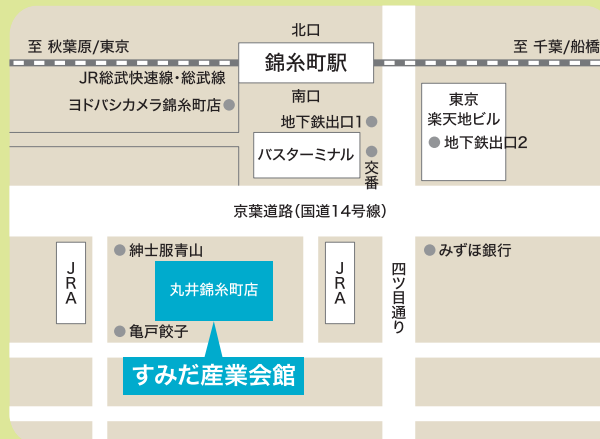 北口
至 秋葉原/東京
至 千葉/船橋
錦糸町駅
JR総武快速線・総武線
南口
ヨドバシカメラ錦糸町店
東京
楽天地ビル
地下鉄出口1
地下鉄出口2
バスターミナル
交番
京葉道路(国道14号線)
紳士服青山
みずほ銀行
JRA
丸井錦糸町店
JRA
四ツ目通り
亀戸餃子
すみだ産業会館